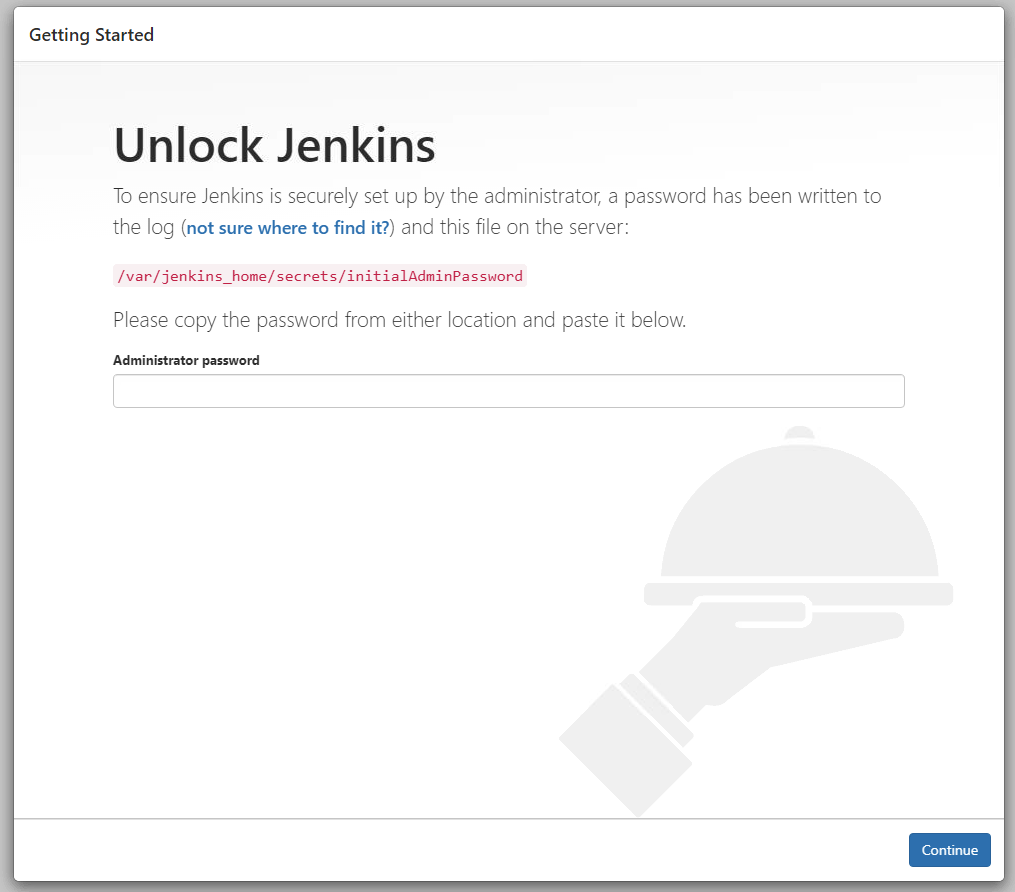 Getting Started
Unlock Jenkins
To ensure Jenkins is securely set up by the administrator, a password has been written to
the log (not sure where to find it?) and this file on the server:
/var/jenkins_home/secrets/initialAdminPassword
Please copy the password from either location and paste it below.
Administrator password
Continue